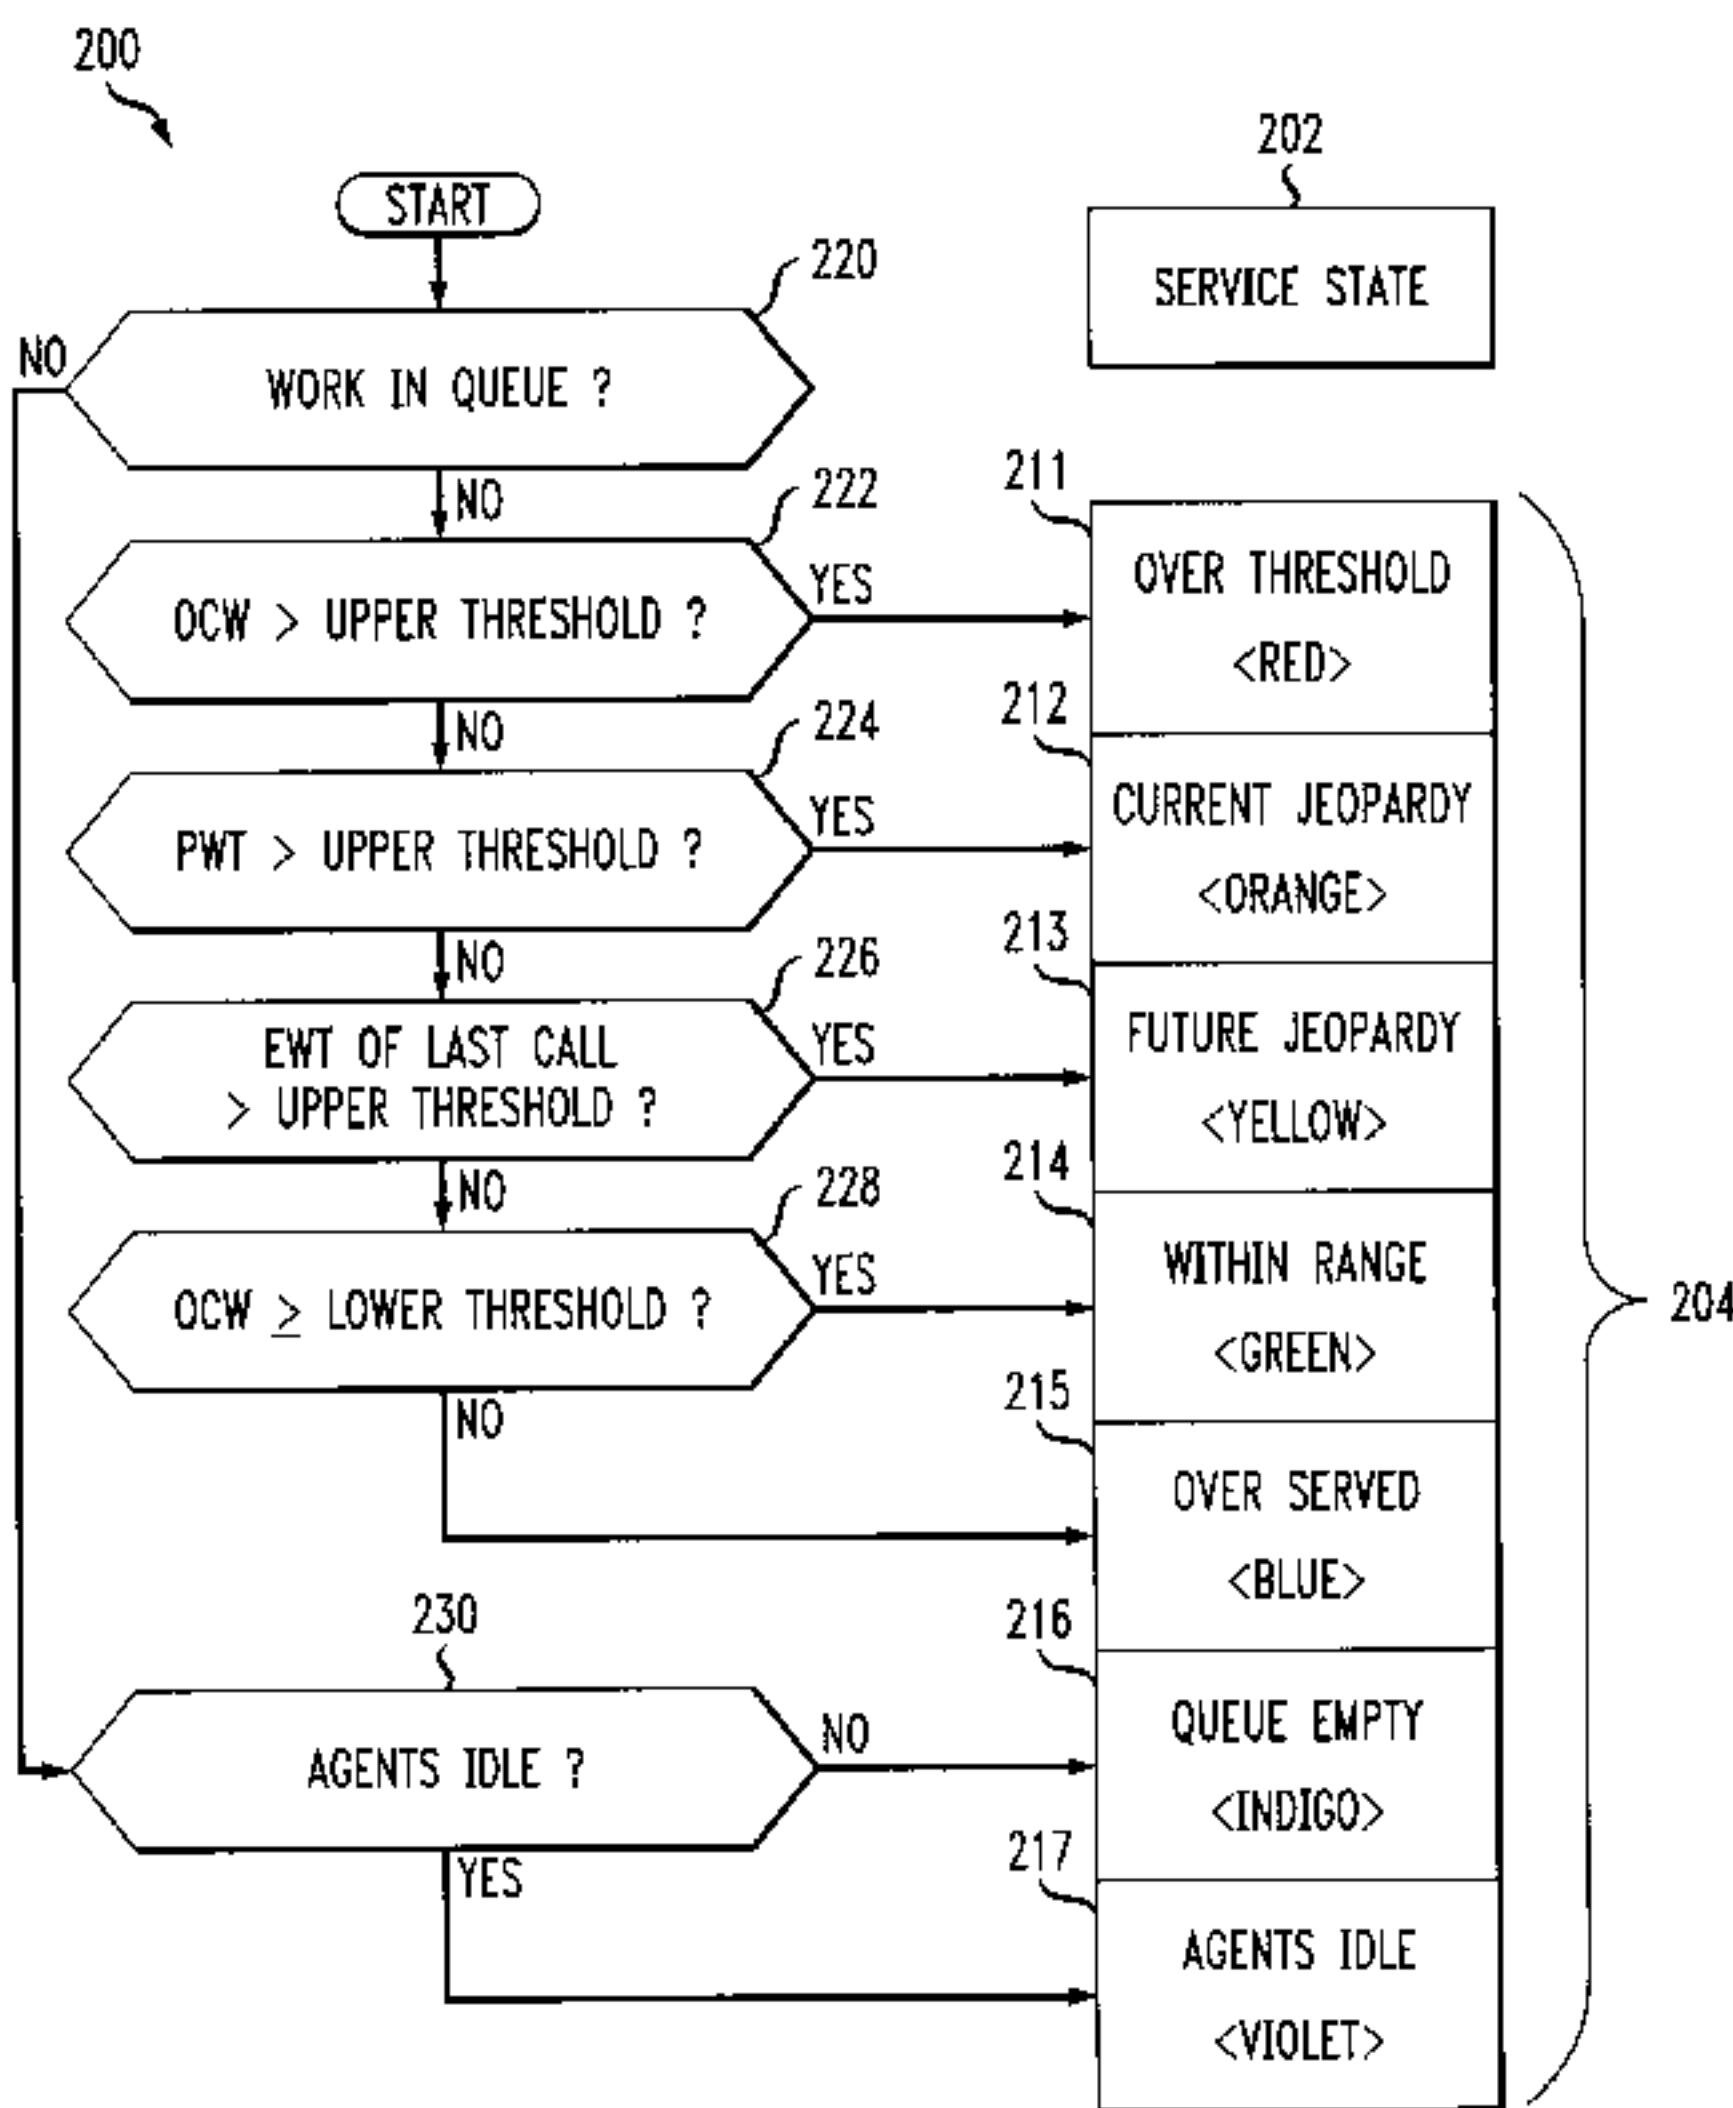 200
202
START
220
SERVICE STATE
NO
WORK IN QUEUE ?
NO
222
211
OCW > UPPER THRESHOLD ?
YES
OVER THRESHOLD
<RED>
NO
224
212
PWT > UPPER THRESHOLD ?
YES
CURRENT JEOPARDY
<ORANGE>
NO
226
213
EWT OF LAST CALL
> UPPER THRESHOLD ?
YES
FUTURE JEOPARDY
<YELLOW>
NO
228
214
OCW ≥ LOWER THRESHOLD ?
YES
WITHIN RANGE
<GREEN>
204
NO
215
OVER SERVED
<BLUE>
230
216
AGENTS IDLE ?
NO
QUEUE EMPTY
<INDIGO>
YES
217
AGENTS IDLE
<VIOLET>